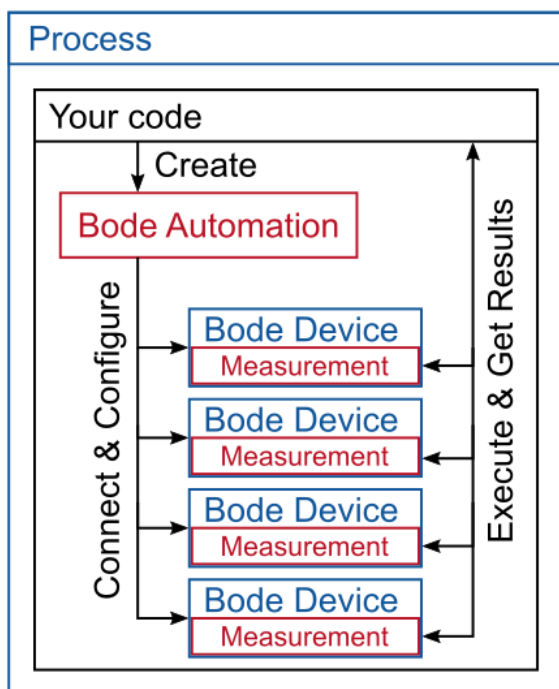 Process
Your code
Create
Bode Automation
Connect & Configure
Bode Device
Measurement
Bode Device
Measurement
Bode Device
Measurement
Bode Device
Measurement
Execute & Get Results